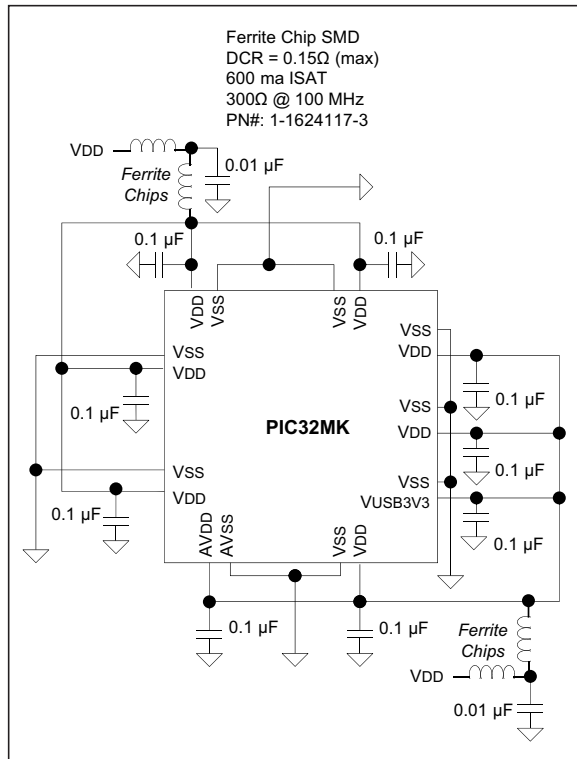 Ferrite Chip SMD
DCR = 0.15Ω (max)
600 ma ISAT
300Ω @ 100 MHz
PN#: 1-1624117-3
VDD
0.01 µF
Ferrite
Chips
0.1 µF
0.1 µF
VDD
VSS
VSS
VDD
VSS
VDD
VSS
VDD
0.1 µF
0.1 µF
VSS
VDD
PIC32MK
VSS
VDD
0.1 µF
VSS
VDD
0.1 µF
VSS
VUSB3V3
0.1 µF
AVDD
AVSS
VSS
VDD
0.1 µF
0.1 µF
Ferrite
Chips
VDD
0.01 µF